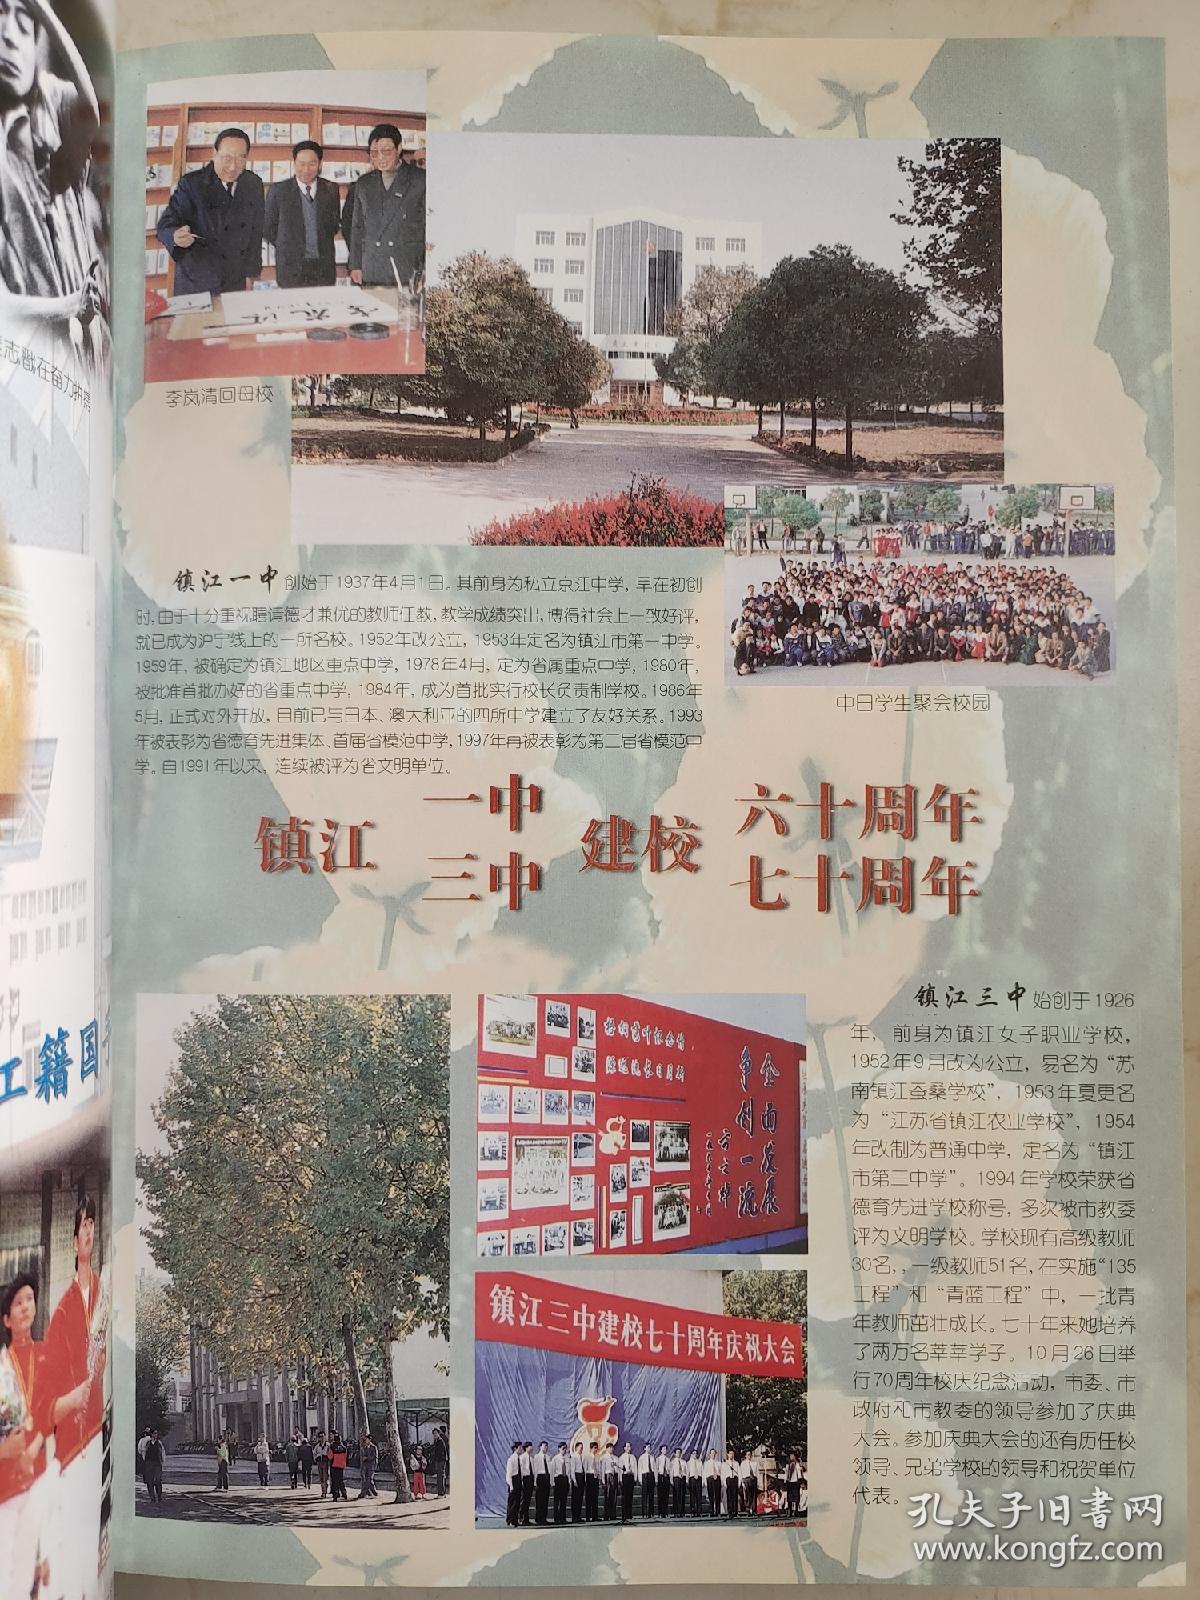 李岚清回母校
镇江一中 创始于1937年4月1日。其前身为私立京江中学，早在初创
时，由于十分重视聘请德才兼优的教师任教，教学成绩突出，博得社会上一致好评，
就已成为沪宁线上的一所名校。1952年改公立，1953年定名为镇江市第一中学。
1959年，被确定为镇江地区重点中学，1978年4月，定为省属重点中学，1980年，
被批准首批办好的省重点中学，1984年，成为首批实行校长负责制学校。1986年
5月，正式对外开放，目前已与日本、澳大利亚的四所中学建立了友好关系。1993
年被表彰为省德育先进集体、首届省模范中学，1997年再被表彰为第二届省模范中
学。自1991年以来，连续被评为省文明单位。
中日学生聚会校园
镇江 一中 建校 六十周年
三中 七十周年
镇江三中 始创于1926
年，前身为镇江女子职业学校，
1952年9月改为公立，易名为“苏
南镇江蚕桑学校”，1953年夏更名
为“江苏省镇江农业学校”，1954
年改制为普通中学，定名为“镇江
市第三中学”。1994年学校荣获省
德育先进学校称号，多次被市教委
评为文明学校。学校现有高级教师
30名，，一级教师51名，在实施“135
工程”和“青蓝工程”中，一批青
年教师茁壮成长。七十年来她培养
了两万名莘莘学子。10月26日举
行70周年校庆纪念活动，市委、市
政府和市教委的领导参加了庆典
大会。参加庆典大会的还有历任校
领导、兄弟学校的领导和祝贺单位
代表。
全面发展
争创一流
镇江三中建校七十周年庆祝大会
工籍国
孔夫子旧书网
www.kongfz.com